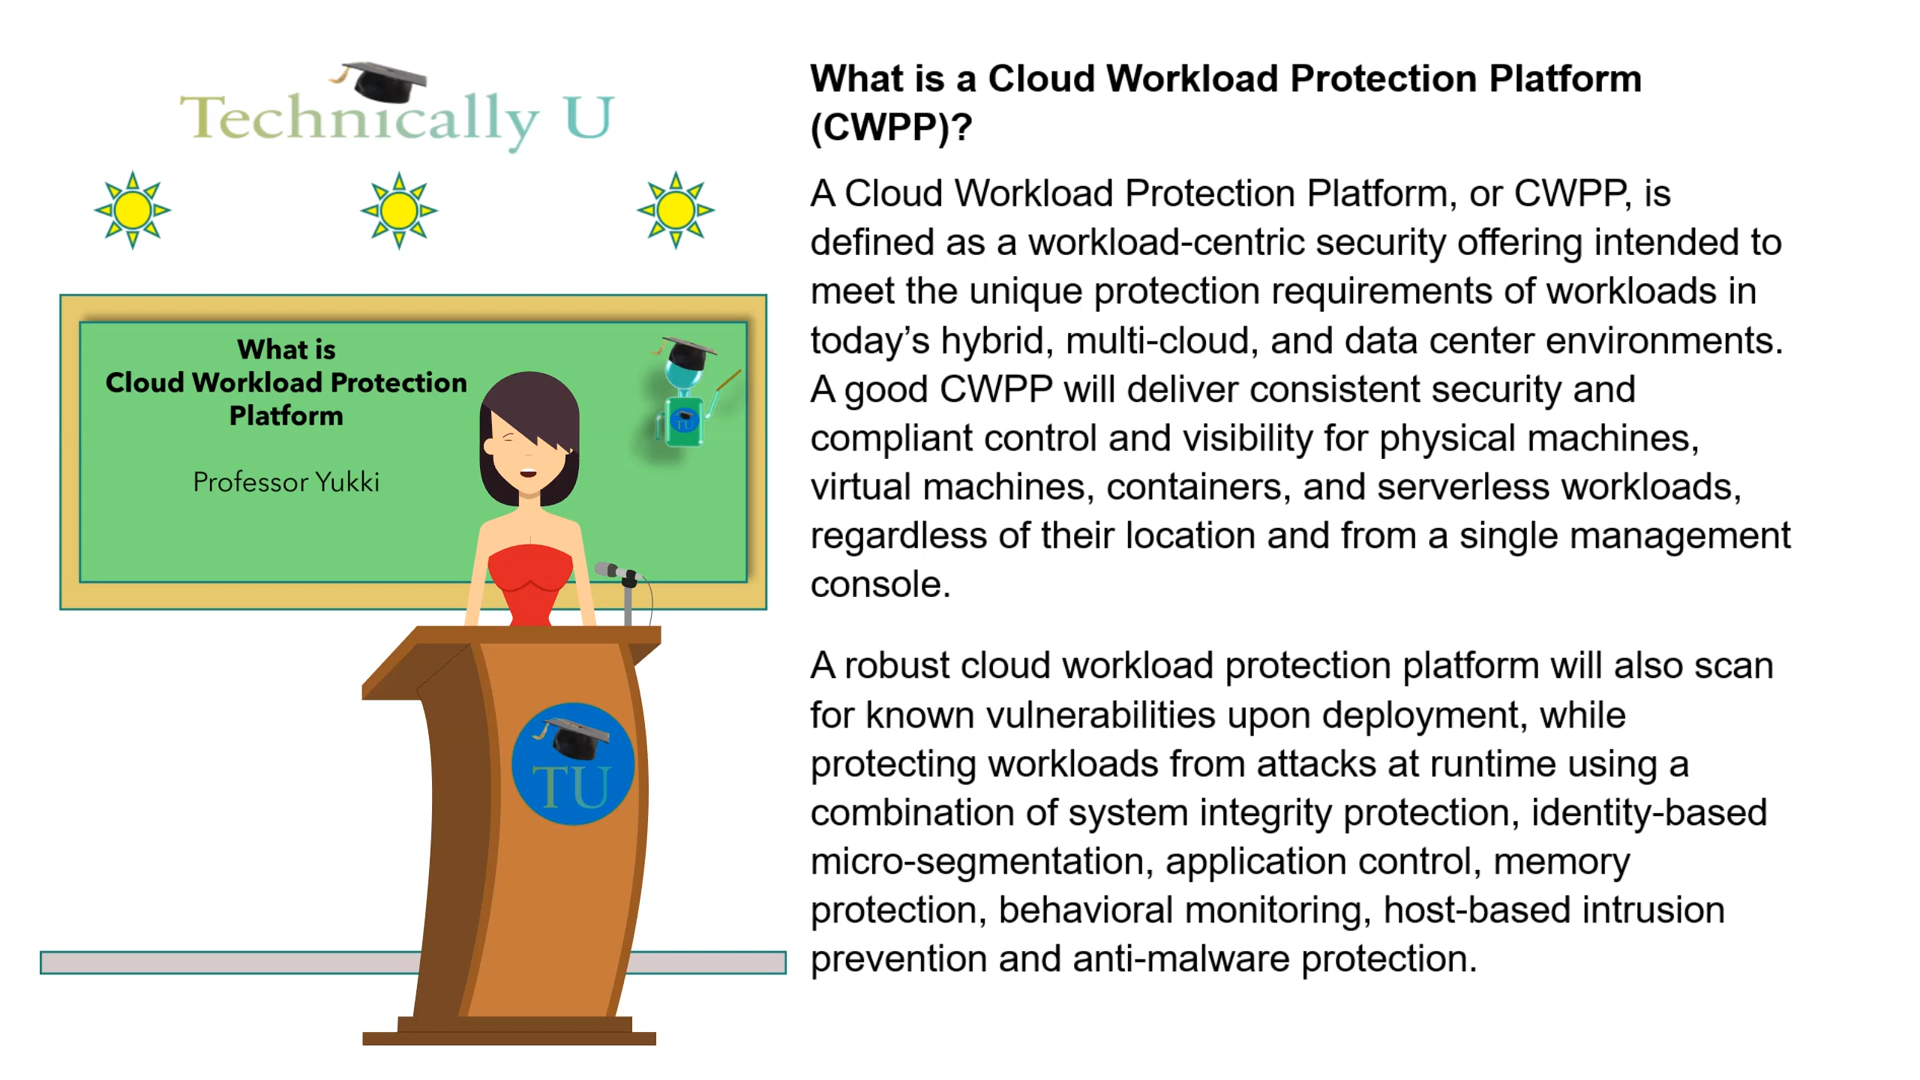 Technically U
What is
Cloud Workload Protection
Platform
Professor Yukki
TU
TU
What is a Cloud Workload Protection Platform
(CWPP)?
A Cloud Workload Protection Platform, or CWPP, is
defined as a workload-centric security offering intended to
meet the unique protection requirements of workloads in
today’s hybrid, multi-cloud, and data center environments.
A good CWPP will deliver consistent security and
compliant control and visibility for physical machines,
virtual machines, containers, and serverless workloads,
regardless of their location and from a single management
console.
A robust cloud workload protection platform will also scan
for known vulnerabilities upon deployment, while
protecting workloads from attacks at runtime using a
combination of system integrity protection, identity-based
micro-segmentation, application control, memory
protection, behavioral monitoring, host-based intrusion
prevention and anti-malware protection.